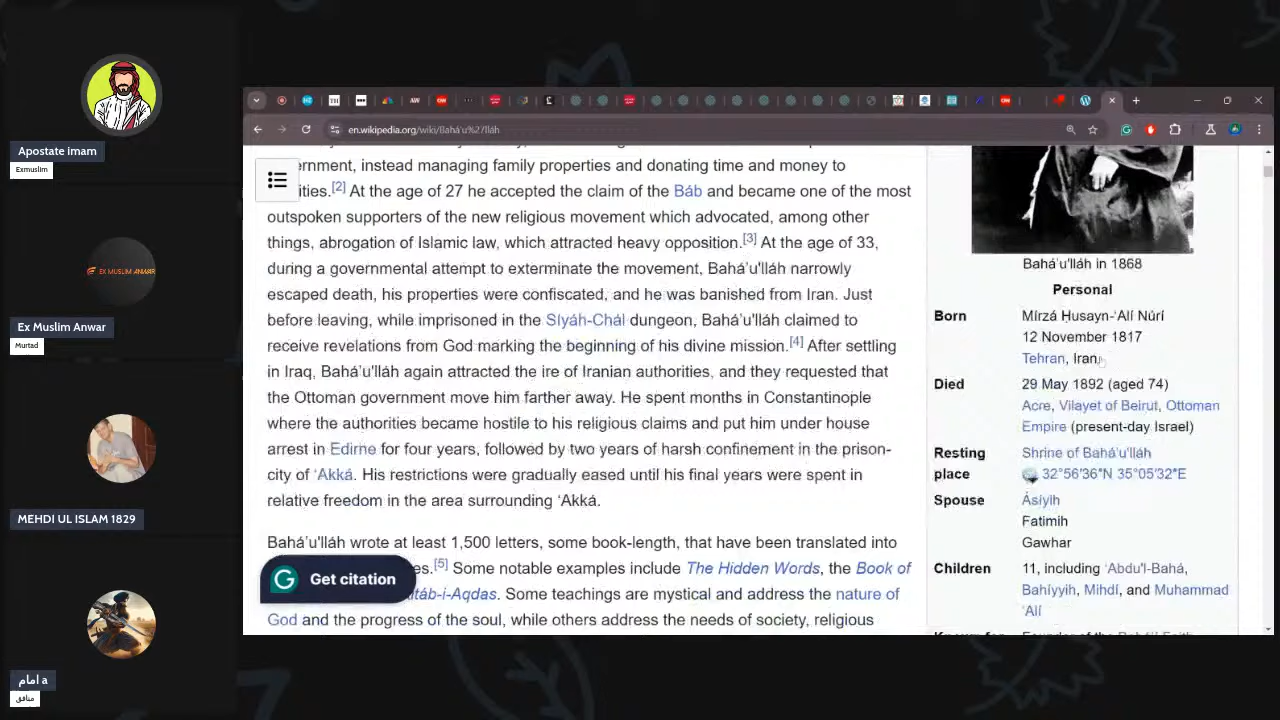 Apostate imam
Exmuslim
EX MUSLIM ANWAR
Ex Muslim Anwar
Murtad
MEHDI UL ISLAM 1829
a امام
منافق
en.wikipedia.org/wiki/Bahá'u%27lláh
ernment, instead managing family properties and donating time and money to
ities.[2] At the age of 27 he accepted the claim of the Báb and became one of the most
outspoken supporters of the new religious movement which advocated, among other
things, abrogation of Islamic law, which attracted heavy opposition.[3] At the age of 33,
during a governmental attempt to exterminate the movement, Bahá’u'lláh narrowly
escaped death, his properties were confiscated, and he was banished from Iran. Just
before leaving, while imprisoned in the Síyáh-Chál dungeon, Bahá’u'lláh claimed to
receive revelations from God marking the beginning of his divine mission.[4] After settling
in Iraq, Bahá’u'lláh again attracted the ire of Iranian authorities, and they requested that
the Ottoman government move him farther away. He spent months in Constantinople
where the authorities became hostile to his religious claims and put him under house
arrest in Edirne for four years, followed by two years of harsh confinement in the prison-
city of ʻAkká. His restrictions were gradually eased until his final years were spent in
relative freedom in the area surrounding ʻAkká.
Bahá’u'lláh wrote at least 1,500 letters, some book-length, that have been translated into
es.[5] Some notable examples include The Hidden Words, the Book of
itáb-i-Aqdas. Some teachings are mystical and address the nature of
God and the progress of the soul, while others address the needs of society, religious
Get citation
Bahá’u'lláh in 1868
Personal
Born Mírzá Ḥusayn-ʻAlí Núrí
12 November 1817
Tehran, Iran
Died 29 May 1892 (aged 74)
Acre, Vilayet of Beirut, Ottoman
Empire (present-day Israel)
Resting Shrine of Bahá’u'lláh
place 32°56′36″N 35°05′32″E
Spouse Ásíyih
Fatimih
Gawhar
Children 11, including ʻAbdu'l-Bahá,
Bahíyyih, Mihdí, and Muhammad
ʻAlí